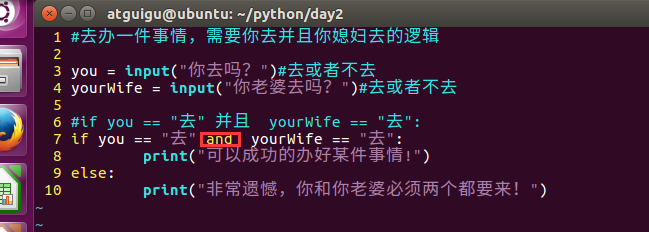 atguigu@ubuntu: ~/python/day2
1 #去办一件事情，需要你去并且你媳妇去的逻辑
2
3 you = input("你去吗？")#去或者不去
4 yourWife = input("你老婆去吗？")#去或者不去
5
6 #if you == "去" 并且  yourWife == "去":
7 if you == "去" and  yourWife == "去":
8         print("可以成功的办好某件事情!")
9 else:
10         print("非常遗憾，你和你老婆必须两个都要来！")
~
~